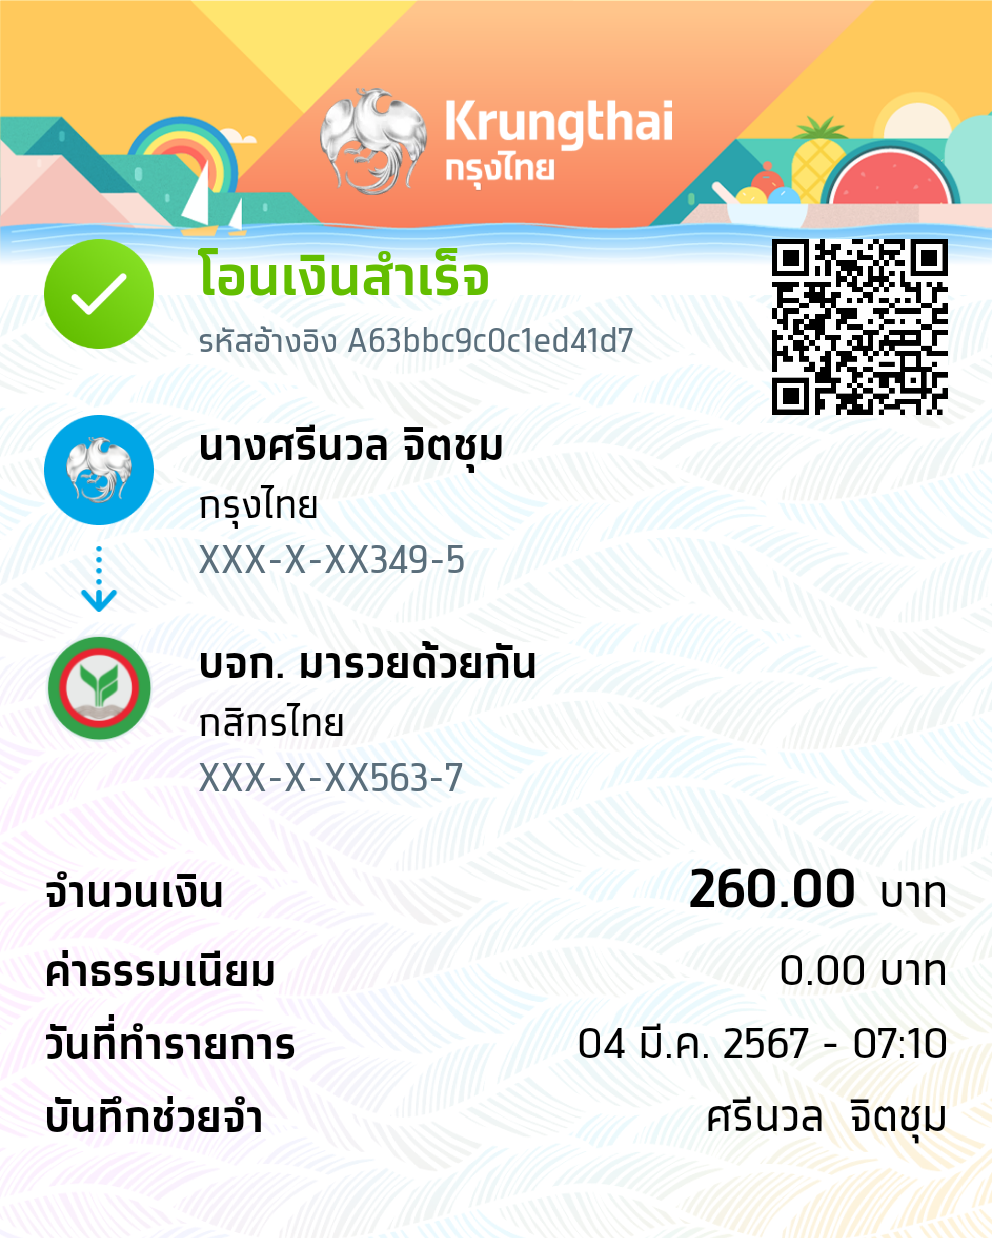 Krungthai
กรุงไทย
โอนเงินสำเร็จ
รหัสอ้างอิง A63bbc9c0c1ed41d7
นางศรีนวล จิตชุม
กรุงไทย
XXX-X-XX349-5
บจก. มารวยด้วยกัน
กสิกรไทย
XXX-X-XX563-7
จำนวนเงิน 260.00 บาท
ค่าธรรมเนียม 0.00 บาท
วันที่ทำรายการ 04 มี.ค. 2567 - 07:10
บันทึกช่วยจำ ศรีนวล จิตชุม